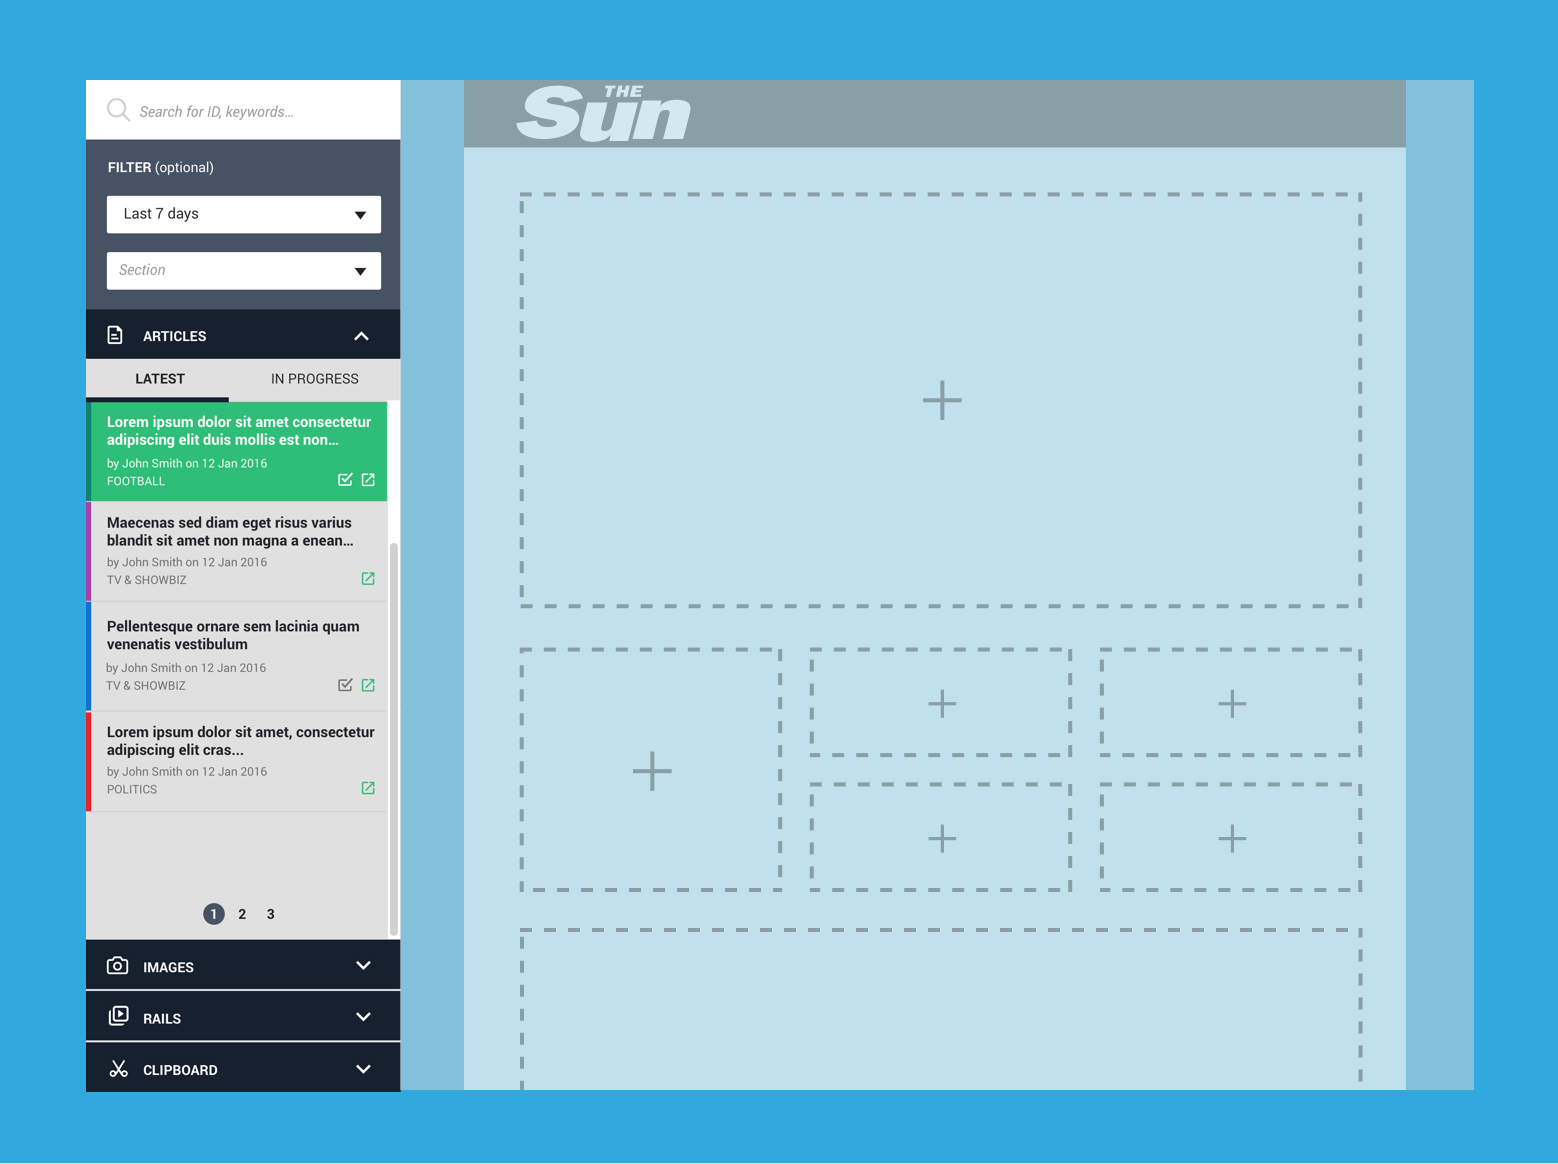 Search for ID, keywords...
THE
Sun
FILTER (optional)
Last 7 days
Section
ARTICLES
LATEST
IN PROGRESS
Lorem ipsum dolor sit amet consectetur
adipiscing elit duis mollis est non...
by John Smith on 12 Jan 2016
FOOTBALL
Maecenas sed diam eget risus varius
blandit sit amet non magna a enean...
by John Smith on 12 Jan 2016
TV & SHOWBIZ
Pellentesque ornare sem lacinia quam
venenatis vestibulum
by John Smith on 12 Jan 2016
TV & SHOWBIZ
Lorem ipsum dolor sit amet, consectetur
adipiscing elit cras...
by John Smith on 12 Jan 2016
POLITICS
1 2 3
IMAGES
RAILS
CLIPBOARD